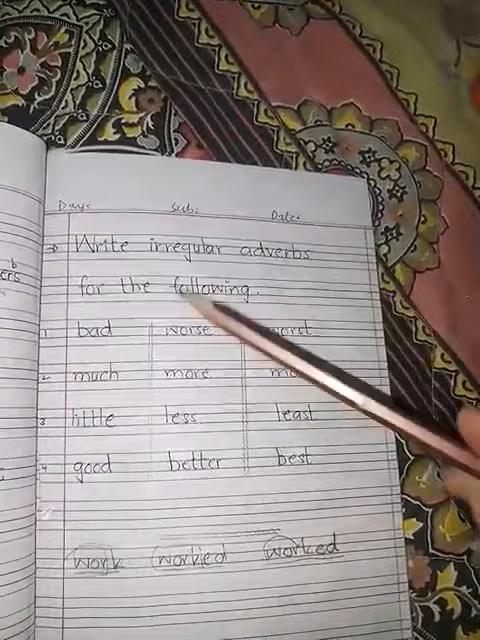 Day: Sub: Date:
Write irregular adverbs
for the following.
1 bad worse worst
2 much more
3 little less least
4 good better best
work workied worked